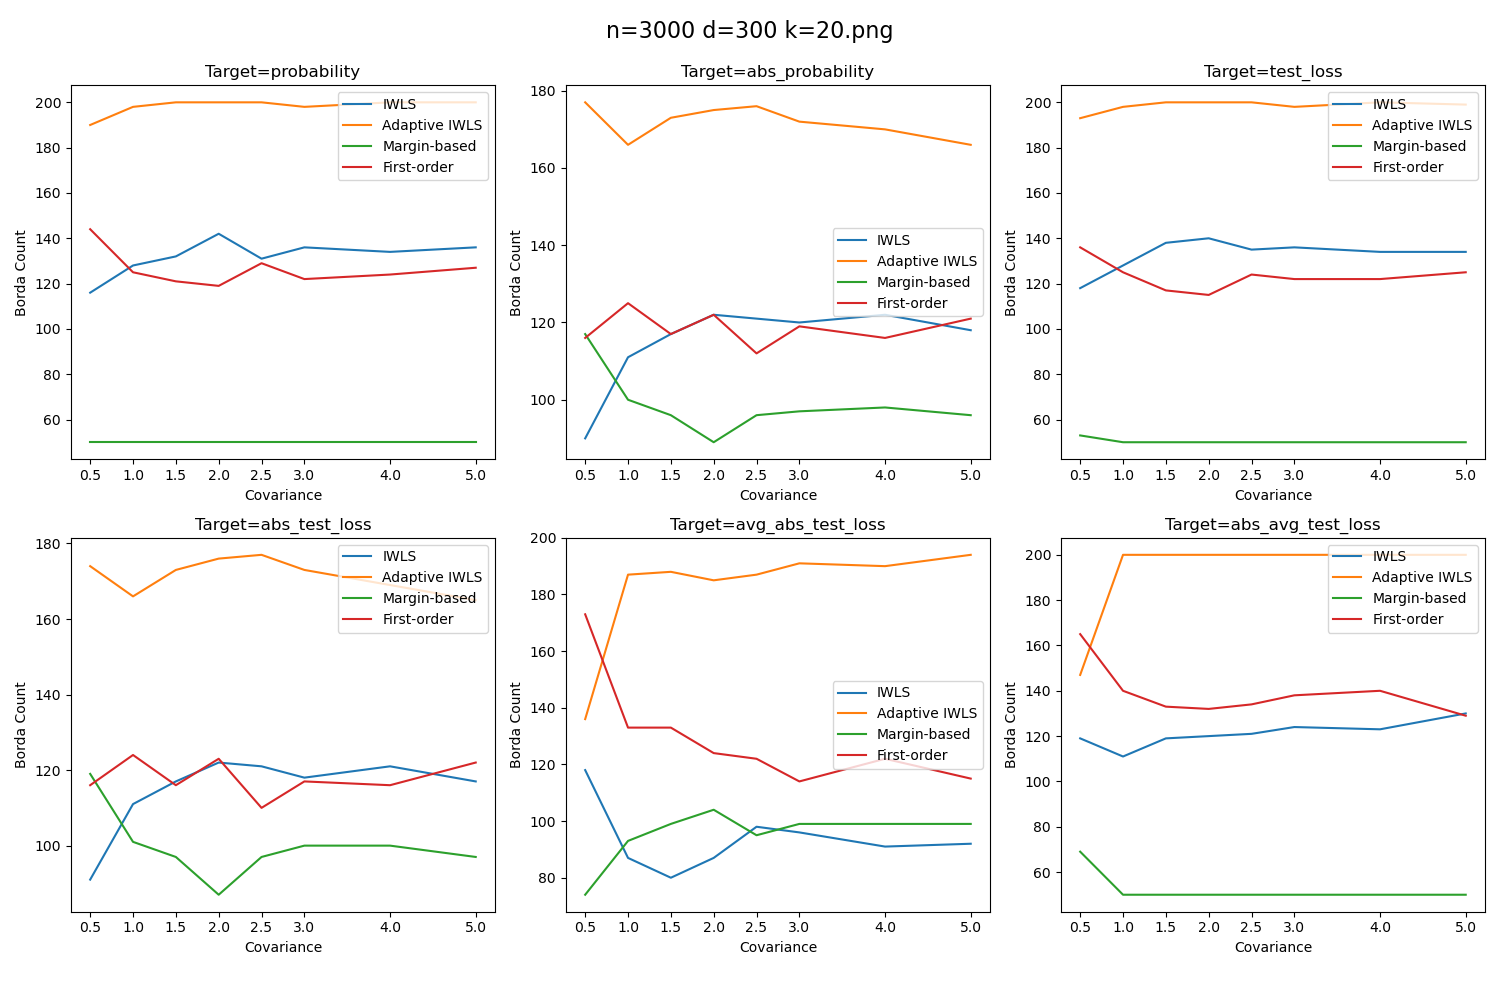 n=3000 d=300 k=20.png
Target=probability
200
180
160
140
120
100
80
60
Borda Count
0.5 1.0 1.5 2.0 2.5 3.0 4.0 5.0
Covariance
IWLS
Adaptive IWLS
Margin-based
First-order
Target=abs_probability
180
160
140
120
100
Borda Count
0.5 1.0 1.5 2.0 2.5 3.0 4.0 5.0
Covariance
IWLS
Adaptive IWLS
Margin-based
First-order
Target=test_loss
200
180
160
140
120
100
80
60
Borda Count
0.5 1.0 1.5 2.0 2.5 3.0 4.0 5.0
Covariance
IWLS
Adaptive IWLS
Margin-based
First-order
Target=abs_test_loss
180
160
140
120
100
Borda Count
0.5 1.0 1.5 2.0 2.5 3.0 4.0 5.0
Covariance
IWLS
Adaptive IWLS
Margin-based
First-order
Target=avg_abs_test_loss
200
180
160
140
120
100
80
Borda Count
0.5 1.0 1.5 2.0 2.5 3.0 4.0 5.0
Covariance
IWLS
Adaptive IWLS
Margin-based
First-order
Target=abs_avg_test_loss
200
180
160
140
120
100
80
60
Borda Count
0.5 1.0 1.5 2.0 2.5 3.0 4.0 5.0
Covariance
IWLS
Adaptive IWLS
Margin-based
First-order